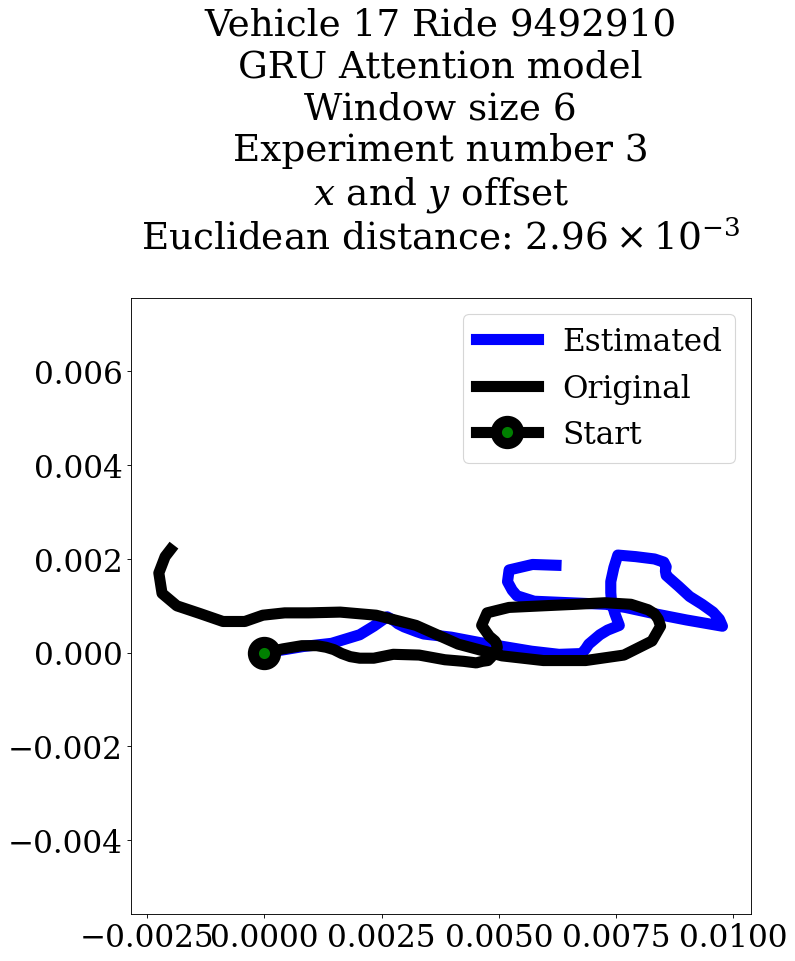 Vehicle 17 Ride 9492910
GRU Attention model
Window size 6
Experiment number 3
x and y offset
Euclidean distance: 2.96 × 10⁻³
Estimated
Original
Start
0.006
0.004
0.002
0.000
−0.002
−0.004
−0.0025 0.0000 0.0025 0.0050 0.0075 0.0100